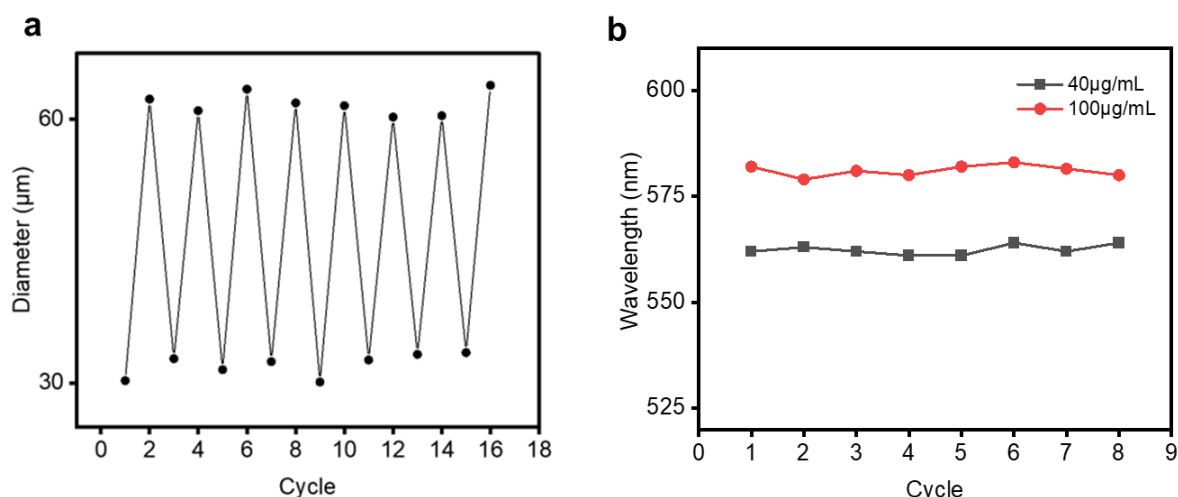 a
60
30
Diameter (µm)
0 2 4 6 8 10 12 14 16 18
Cycle
b
600
575
550
525
Wavelength (nm)
40µg/mL
100µg/mL
0 1 2 3 4 5 6 7 8 9
Cycle